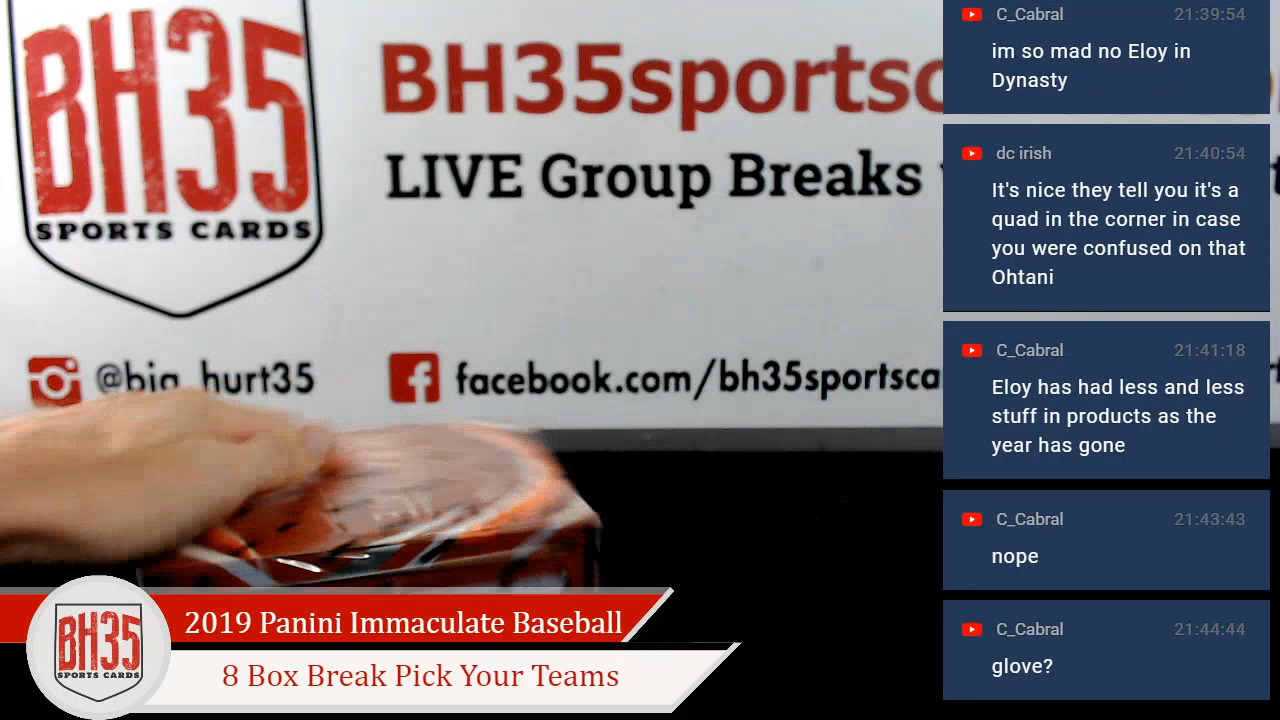 BH35
SPORTS CARDS
BH35sportsc
LIVE Group Breaks
@big_hurt35
facebook.com/bh35sportsca
C_Cabral 21:39:54
im so mad no Eloy in
Dynasty
dc irish 21:40:54
It's nice they tell you it's a
quad in the corner in case
you were confused on that
Ohtani
C_Cabral 21:41:18
Eloy has had less and less
stuff in products as the
year has gone
C_Cabral 21:43:43
nope
C_Cabral 21:44:44
glove?
BH35
SPORTS CARDS
2019 Panini Immaculate Baseball
8 Box Break Pick Your Teams